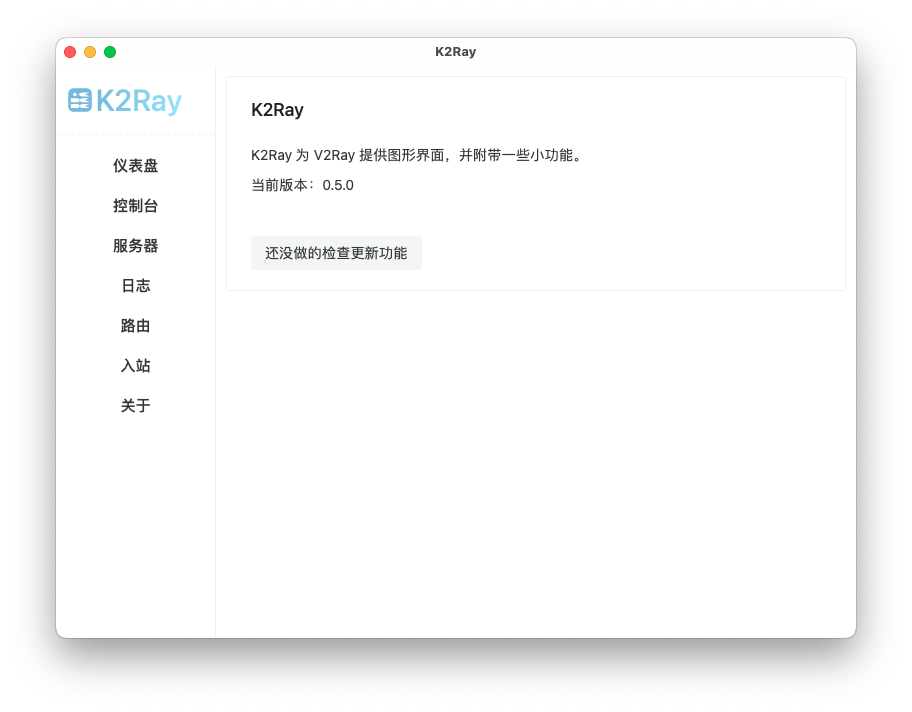 K2Ray
K2Ray
仪表盘
控制台
服务器
日志
路由
入站
关于
K2Ray
K2Ray 为 V2Ray 提供图形界面，并附带一些小功能。
当前版本：0.5.0
还没做的检查更新功能